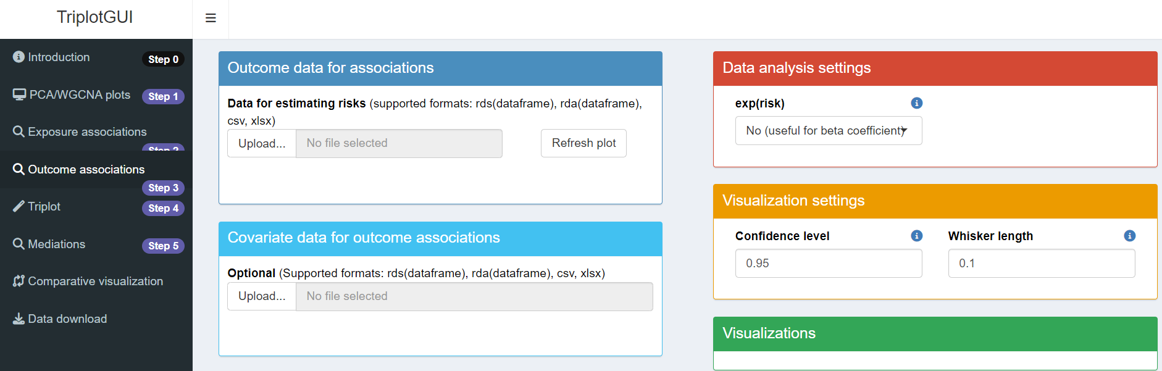 TriplotGUI
Introduction
Step 0
PCA/WGCNA plots
Step 1
Exposure associations
Step 2
Outcome associations
Step 3
Triplot
Step 4
Mediations
Step 5
Comparative visualization
Data download
Outcome data for associations
Data for estimating risks (supported formats: rds(dataframe), rda(dataframe),
csv, xlsx)
Upload...
No file selected
Refresh plot
Covariate data for outcome associations
Optional (Supported formats: rds(dataframe), rda(dataframe), csv, xlsx)
Upload...
No file selected
Data analysis settings
exp(risk)
No (useful for beta coefficient)
Visualization settings
Confidence level
Whisker length
0.95
0.1
Visualizations